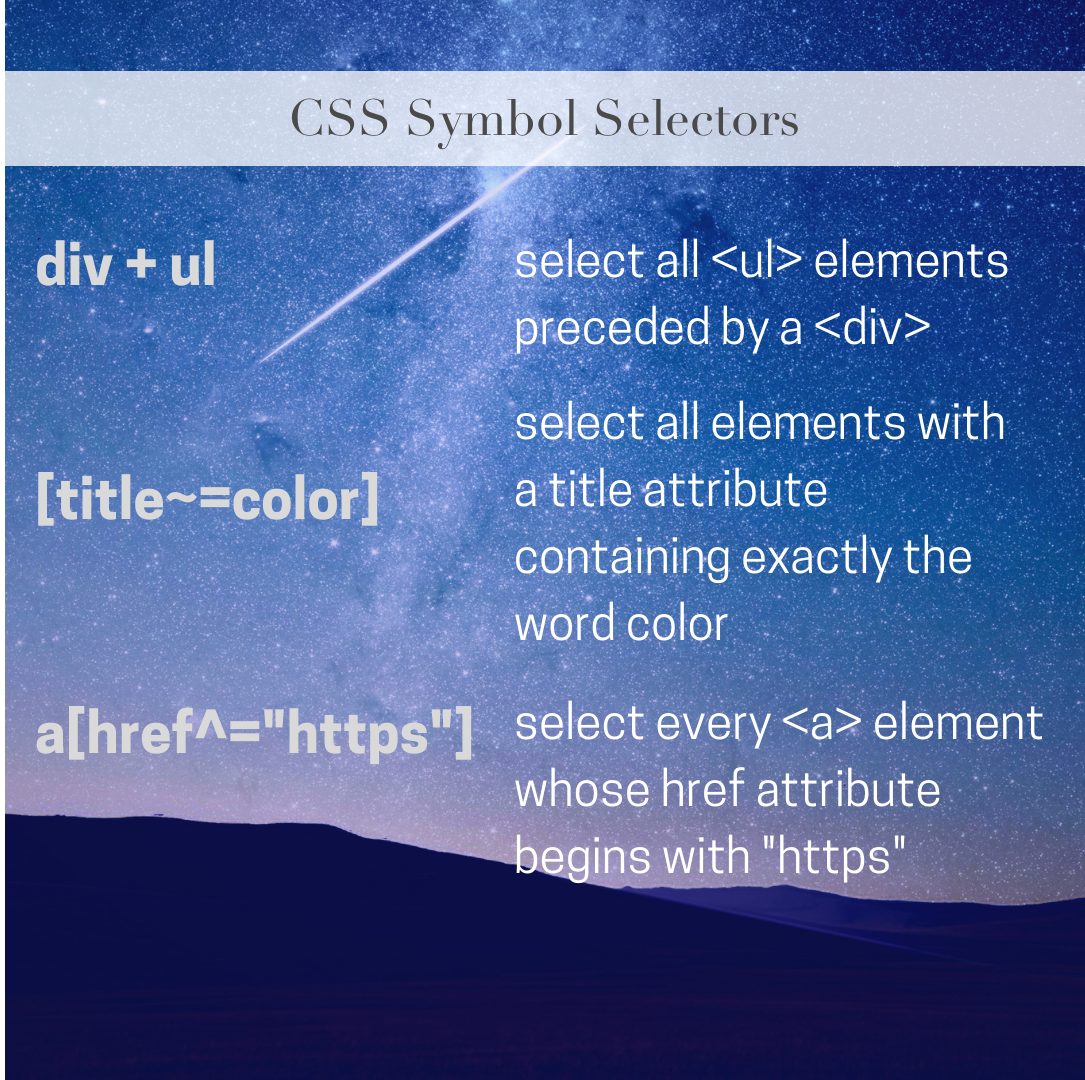 CSS Symbol Selectors
div + ul
select all <ul> elements
preceded by a <div>
[title~=color]
select all elements with
a title attribute
containing exactly the
word color
a[href^="https"]
select every <a> element
whose href attribute
begins with "https"